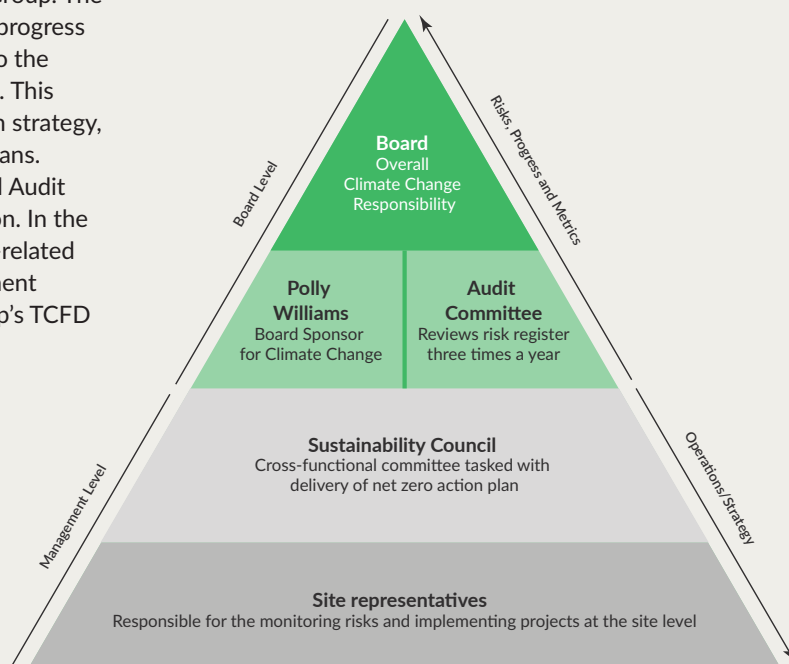 progress
o the
. This
n strategy,
ans.
l Audit
on. In the
related
nent
p's TCFD
Board Level
Risks, Progress and Metrics
Board
Overall
Climate Change
Responsibility
Polly
Williams
Board Sponsor
for Climate Change
Audit
Committee
Reviews risk register
three times a year
Management Level
Operations/Strategy
Sustainability Council
Cross-functional committee tasked with
delivery of net zero action plan
Site representatives
Responsible for the monitoring risks and implementing projects at the site level